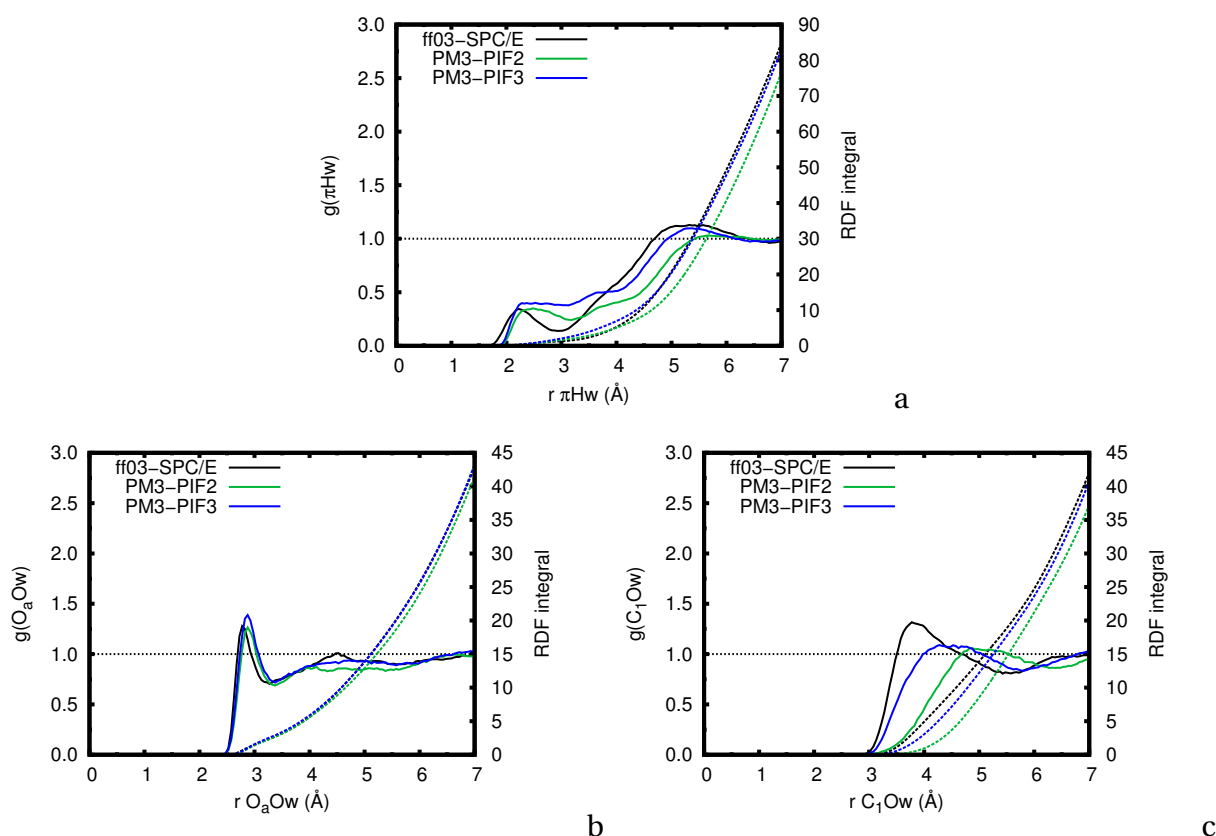 ff03−SPC/E
PM3−PIF2
PM3−PIF3
3.0
2.5
2.0
1.5
1.0
0.5
0.0
g(πHw)
90
80
70
60
50
40
30
20
10
0
RDF integral
0 1 2 3 4 5 6 7
r πHw (Å)
a
ff03−SPC/E
PM3−PIF2
PM3−PIF3
3.0
2.5
2.0
1.5
1.0
0.5
0.0
g(OaOw)
45
40
35
30
25
20
15
10
5
0
RDF integral
0 1 2 3 4 5 6 7
r OaOw (Å)
b
ff03−SPC/E
PM3−PIF2
PM3−PIF3
3.0
2.5
2.0
1.5
1.0
0.5
0.0
g(C1Ow)
45
40
35
30
25
20
15
10
5
0
RDF integral
0 1 2 3 4 5 6 7
r C1Ow (Å)
c